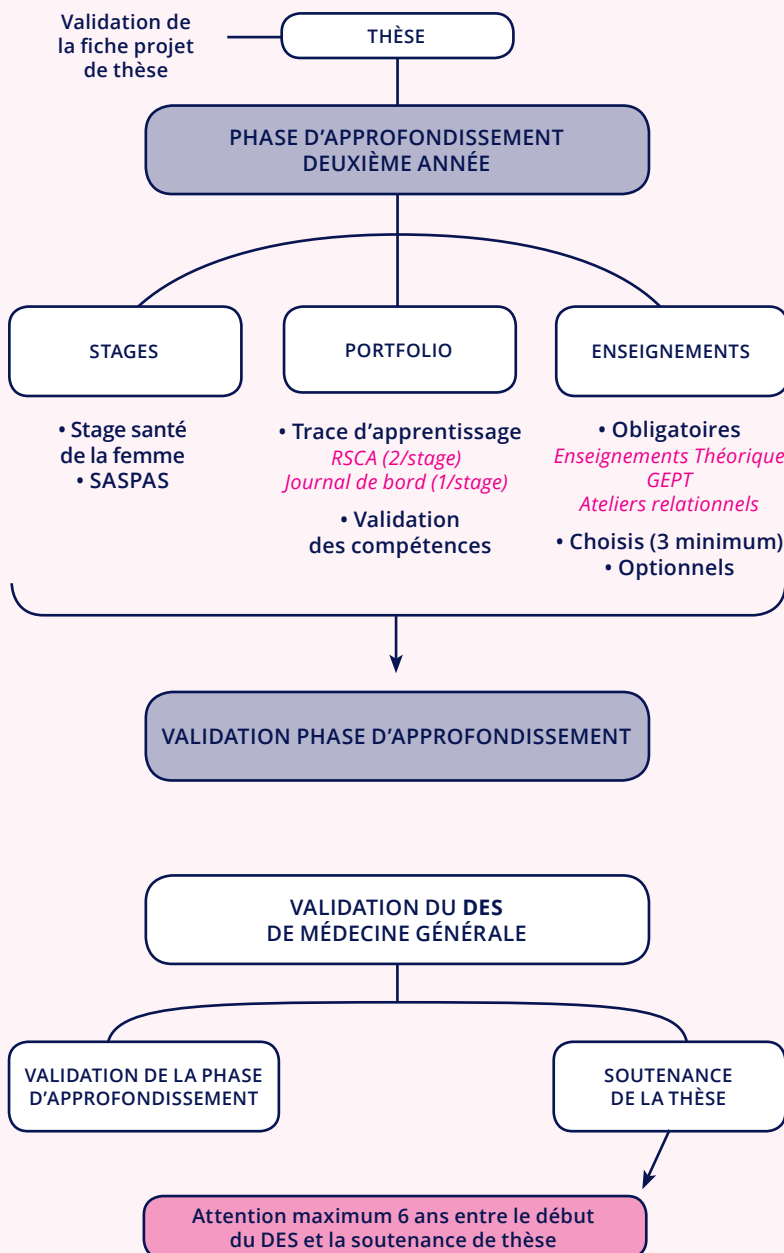 Validation de
la fiche projet
de thèse
THÈSE
PHASE D'APPROFONDISSEMENT
DEUXIÈME ANNÉE
STAGES
• Stage santé
de la femme
• SASPAS
PORTFOLIO
• Trace d'apprentissage
RSCA (2/stage)
Journal de bord (1/stage)
• Validation
des compétences
ENSEIGNEMENTS
• Obligatoires
Enseignements Théorique
GEPT
Ateliers relationnels
• Choisis (3 minimum)
• Optionnels
VALIDATION PHASE D'APPROFONDISSEMENT
VALIDATION DU DES
DE MÉDECINE GÉNÉRALE
VALIDATION DE LA PHASE
D'APPROFONDISSEMENT
SOUTENANCE
DE LA THÈSE
Attention maximum 6 ans entre le début
du DES et la soutenance de thèse